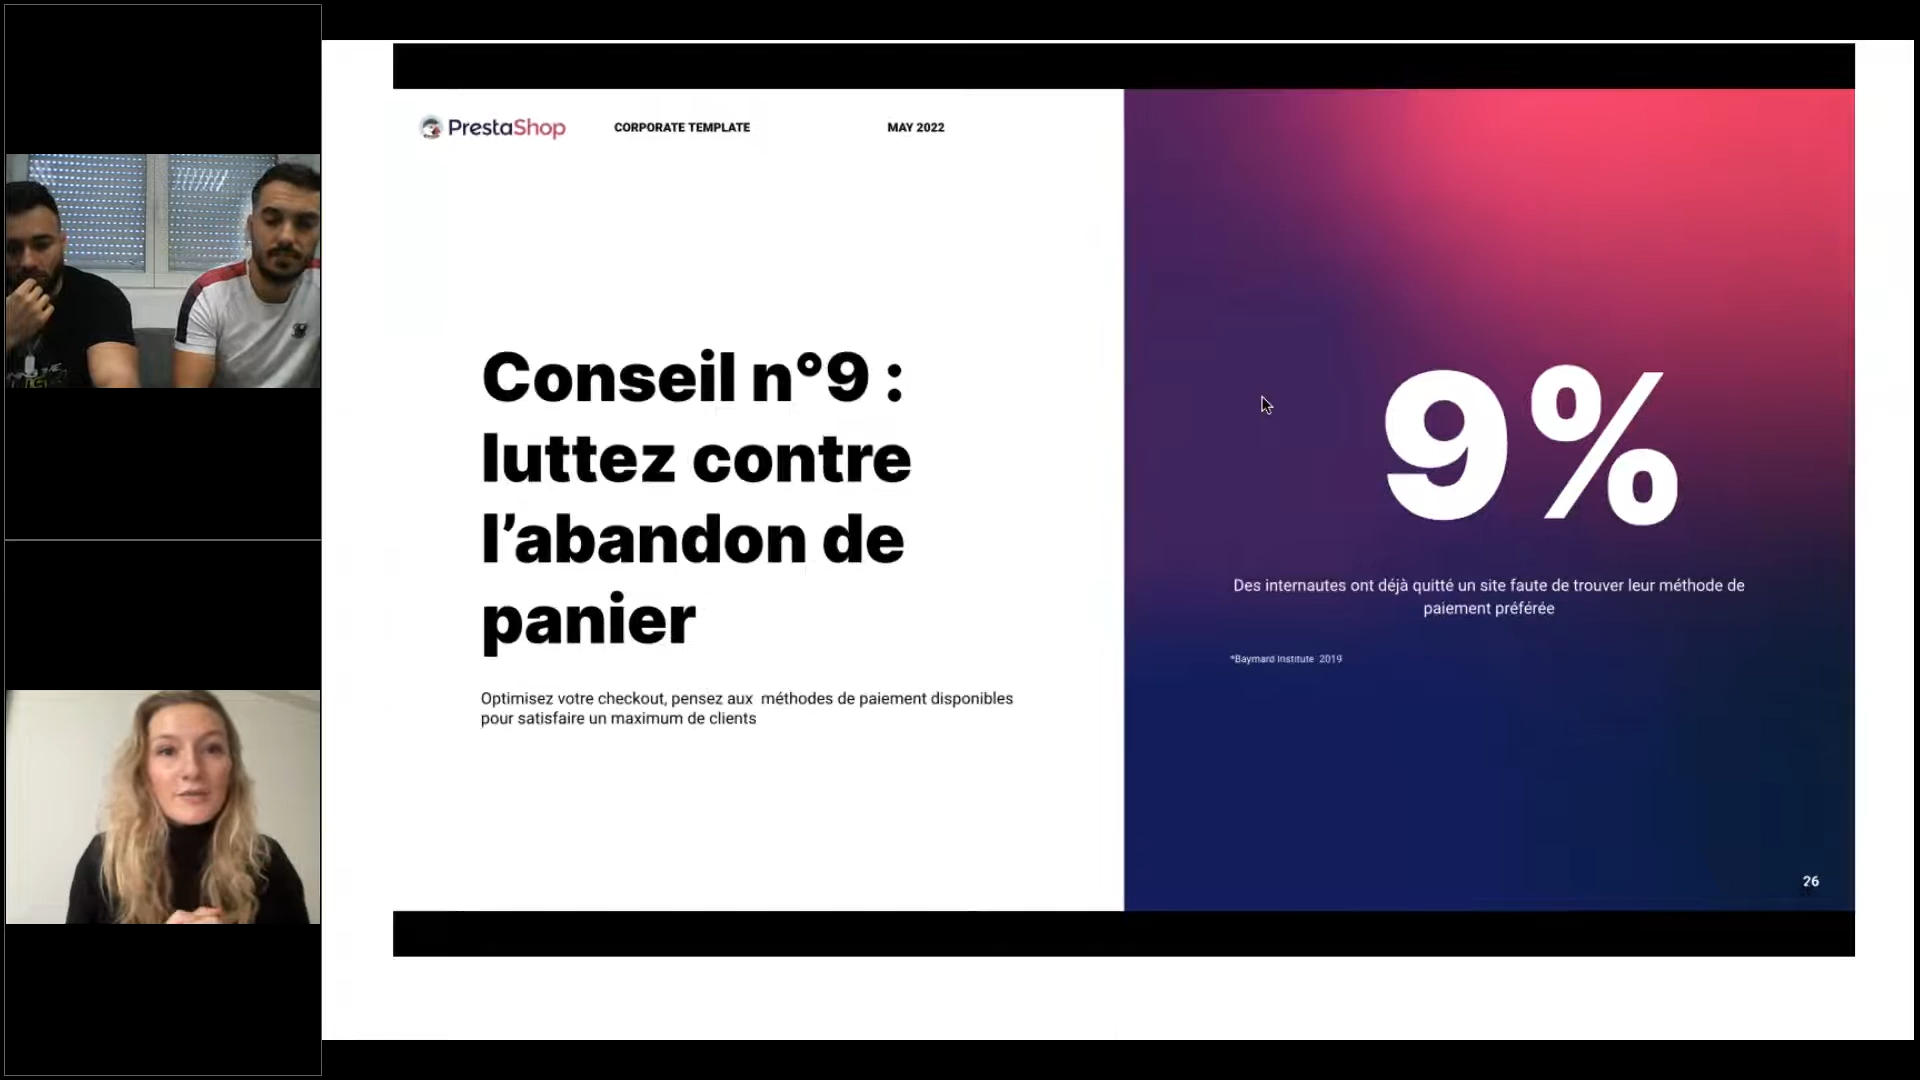 PrestaShop
CORPORATE TEMPLATE
MAY 2022
Conseil n°9 :
luttez contre
l’abandon de
panier
Optimisez votre checkout, pensez aux méthodes de paiement disponibles
pour satisfaire un maximum de clients
9%
Des internautes ont déjà quitté un site faute de trouver leur méthode de
paiement préférée
*Baymard Institute 2019
26